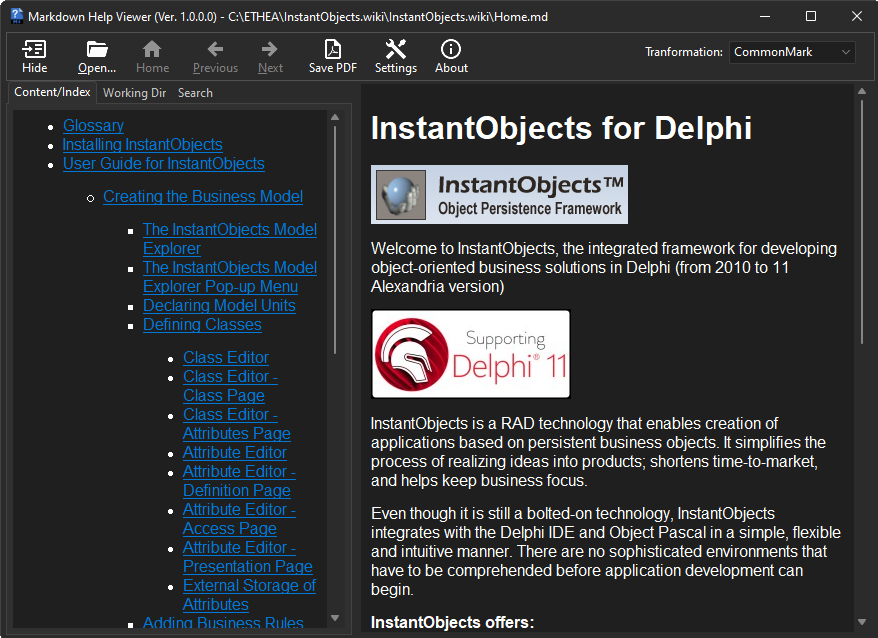 Markdown Help Viewer (Ver. 1.0.0.0) - C:\ETHEA\InstantObjects.wiki\InstantObjects.wiki\Home.md
Hide
Open...
Home
Previous
Next
Save PDF
Settings
About
Tranformation:
CommonMark
Content/Index
Working Dir
Search
Glossary
Installing InstantObjects
User Guide for InstantObjects
Creating the Business Model
The InstantObjects Model
Explorer
The InstantObjects Model
Explorer Pop-up Menu
Declaring Model Units
Defining Classes
Class Editor
Class Editor -
Class Page
Class Editor -
Attributes Page
Attribute Editor
Attribute Editor -
Definition Page
Attribute Editor -
Access Page
Attribute Editor -
Presentation Page
External Storage of
Attributes
Adding Business Rules
InstantObjects for Delphi
InstantObjects™
Object Persistence Framework
Welcome to InstantObjects, the integrated framework for developing
object-oriented business solutions in Delphi (from 2010 to 11
Alexandria version)
Supporting
Delphi® 11
InstantObjects is a RAD technology that enables creation of
applications based on persistent business objects. It simplifies the
process of realizing ideas into products; shortens time-to-market,
and helps keep business focus.
Even though it is still a bolted-on technology, InstantObjects
integrates with the Delphi IDE and Object Pascal in a simple, flexible
and intuitive manner. There are no sophisticated environments that
have to be comprehended before application development can
begin.
InstantObjects offers: